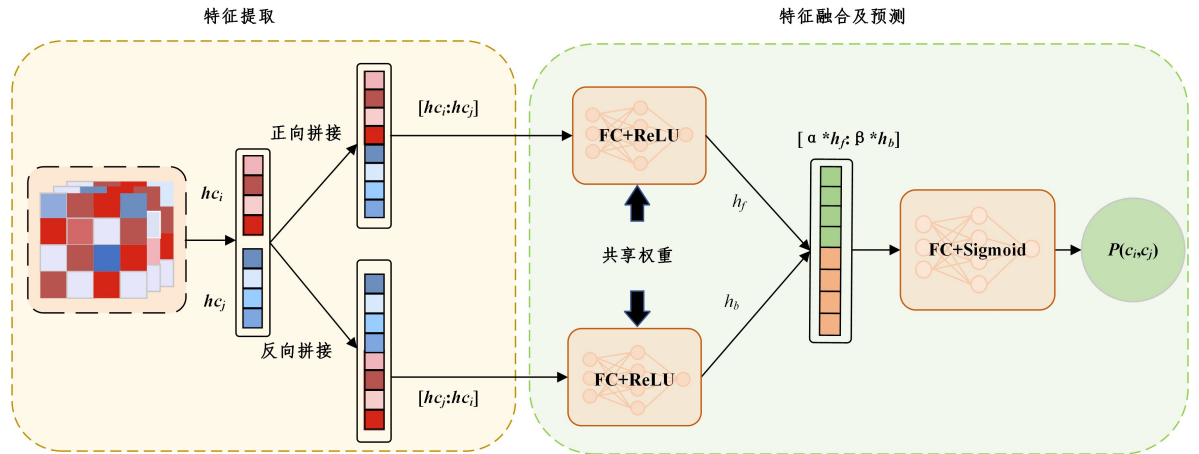 特征提取
特征融合及预测
[hci:hcj]
正向拼接
hci
hcj
反向拼接
[hcj:hci]
FC+ReLU
共享权重
FC+ReLU
hf
hb
[α*hf:β*hb]
FC+Sigmoid
P(ci,cj)